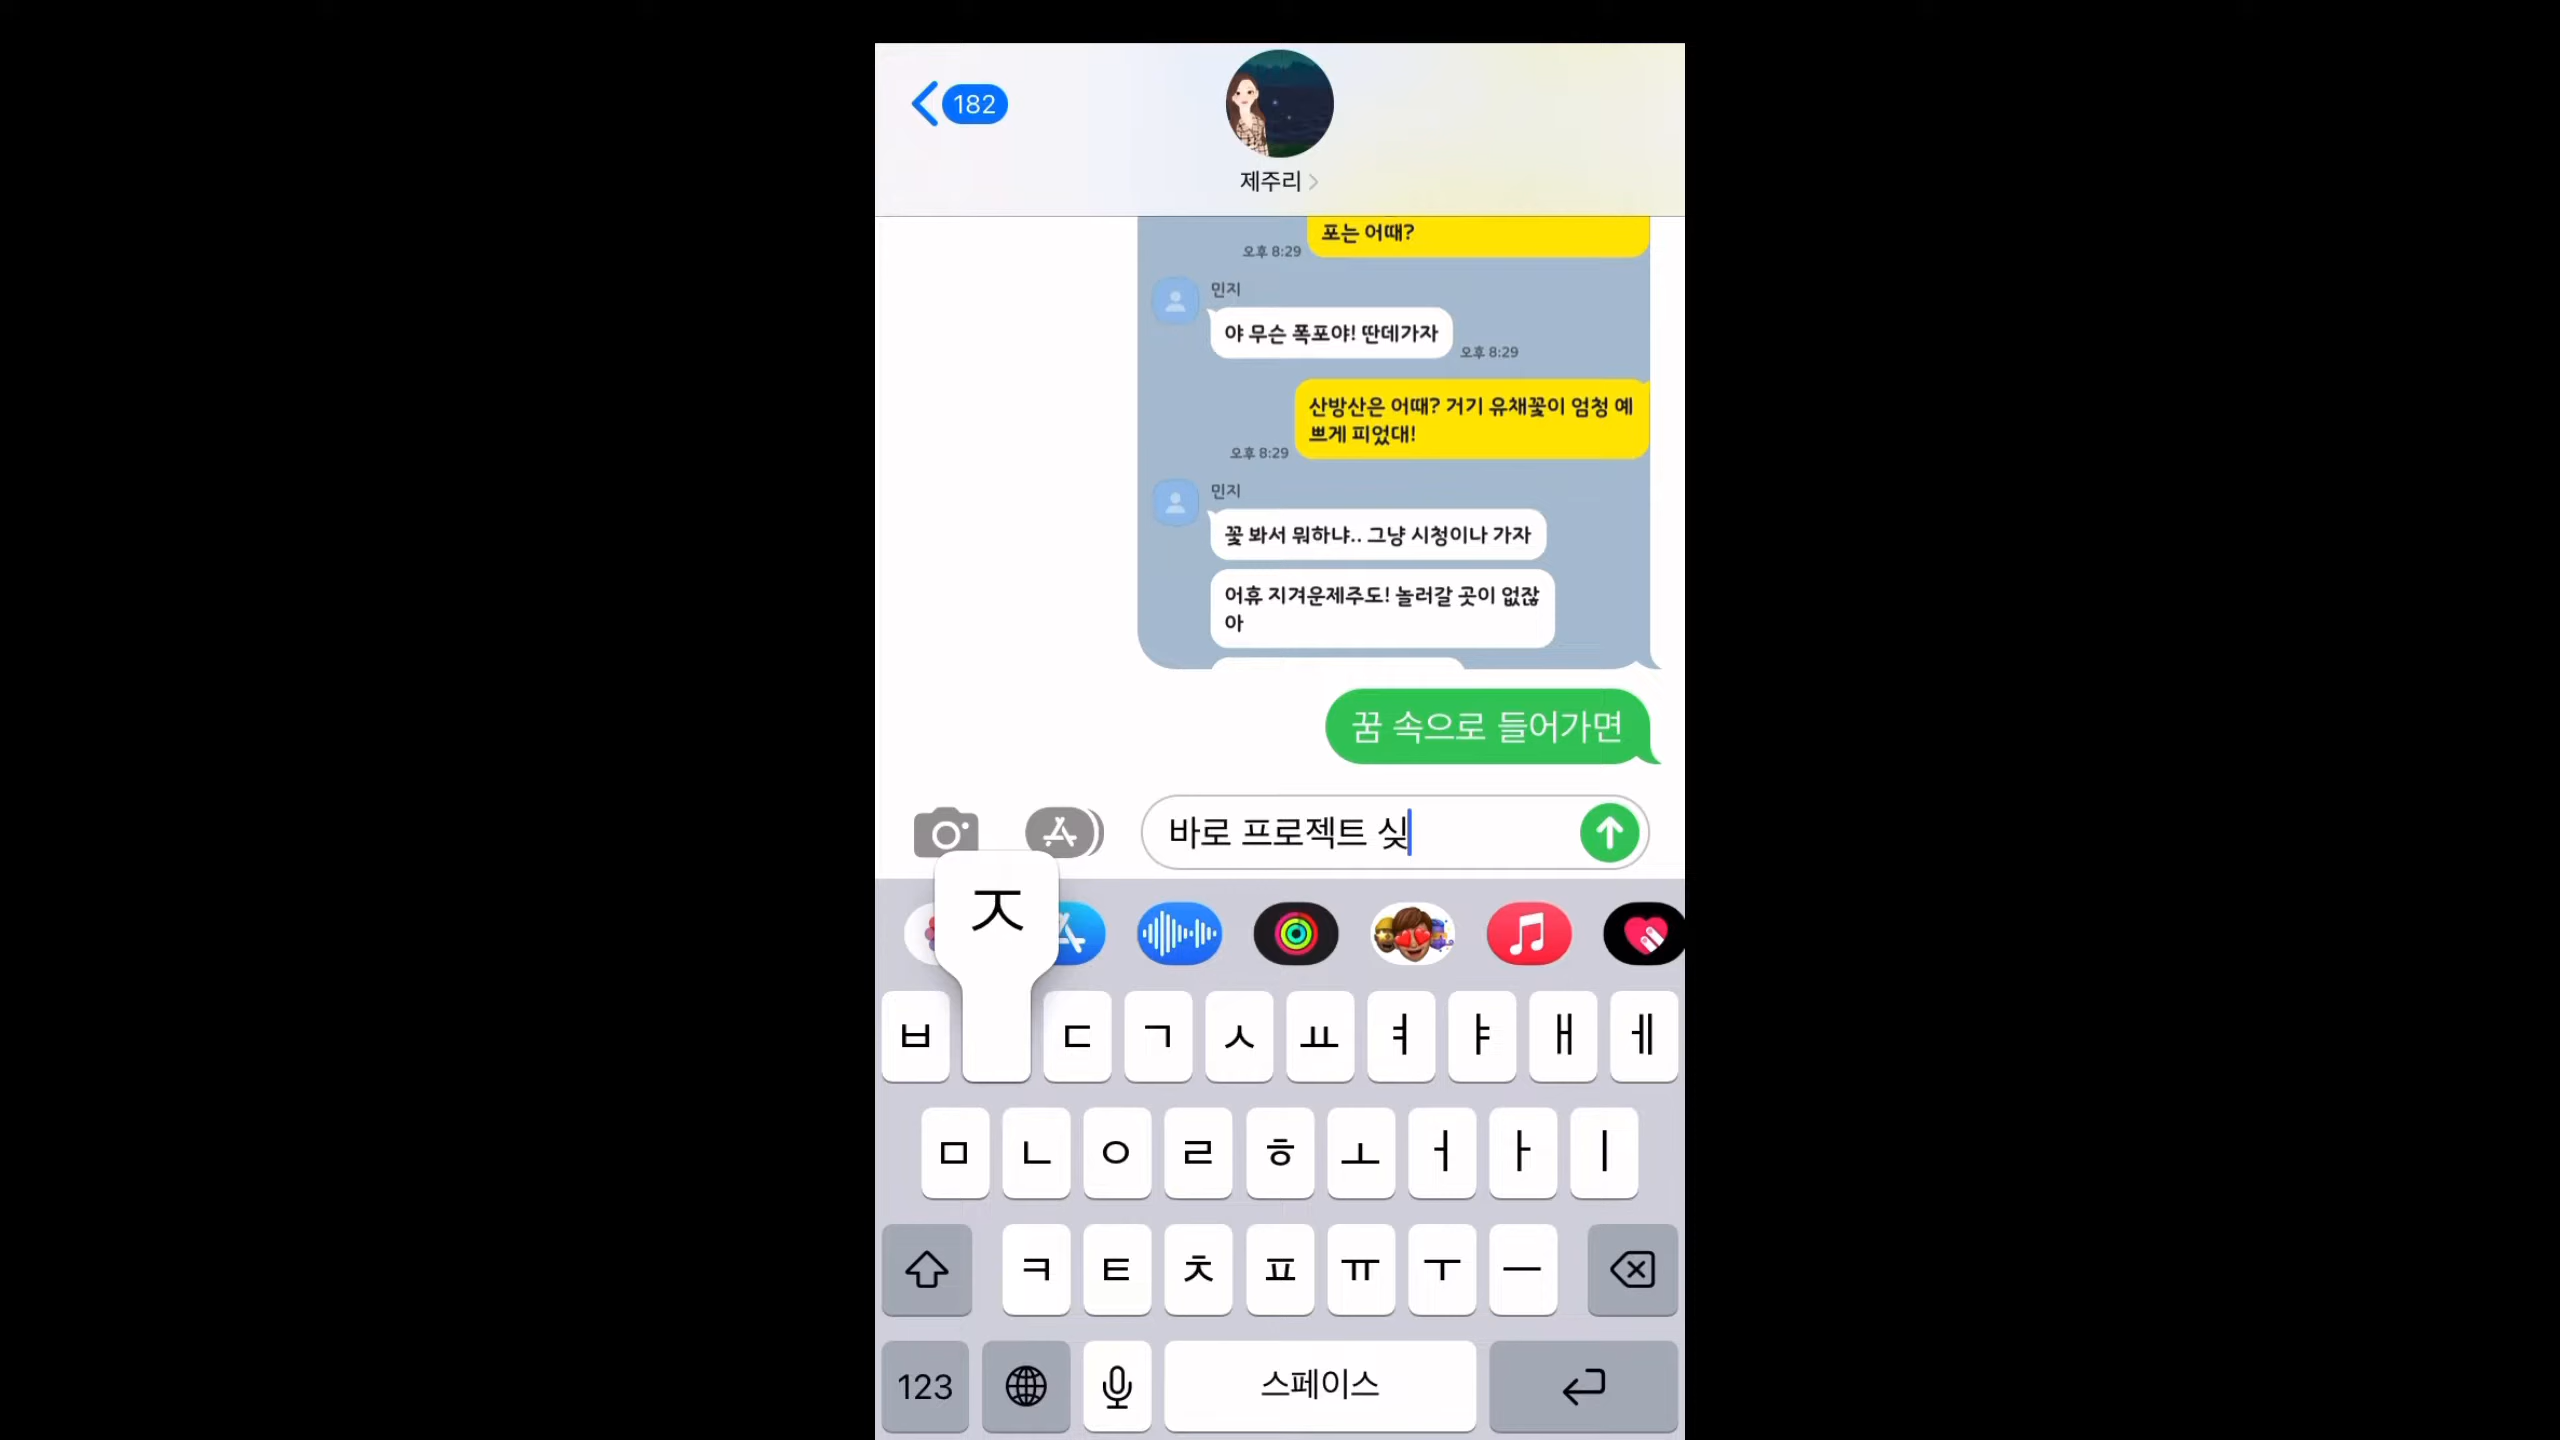 182
제주리
포는 어때?
오후 8:29
민지
야 무슨 폭포야! 딴데가자
오후 8:29
산방산은 어때? 거기 유채꽃이 엄청 예
쁘게 피었대!
오후 8:29
민지
꽃 봐서 뭐하냐.. 그냥 시청이나 가자
어휴 지겨운제주도! 놀러갈 곳이 없잖
아
꿈 속으로 들어가면
바로 프로젝트 싲
ㅈ
ㅂ ㄷ ㄱ ㅅ ㅛ ㅕ ㅑ ㅐ ㅔ
ㅁ ㄴ ㅇ ㄹ ㅎ ㅗ ㅓ ㅏ ㅣ
ㅋ ㅌ ㅊ ㅍ ㅠ ㅜ ㅡ
123 스페이스